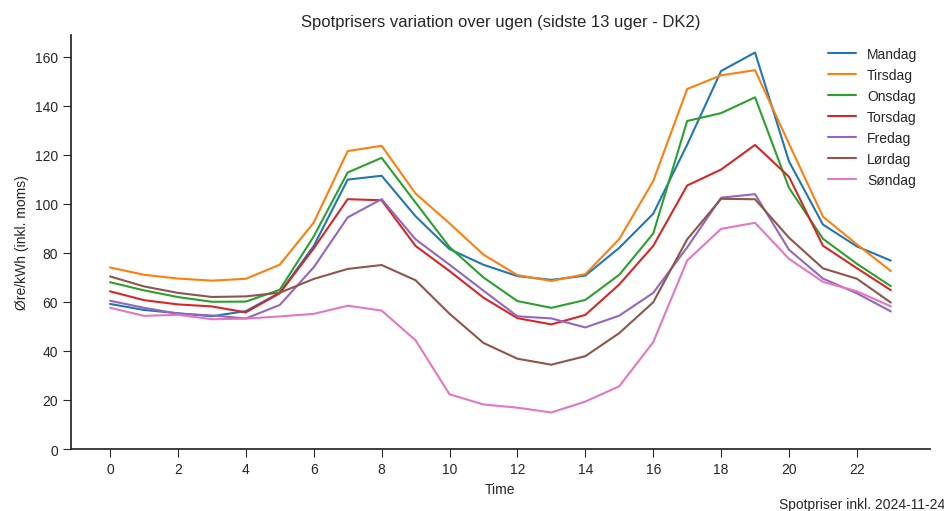 Spotprisers variation over ugen (sidste 13 uger - DK2)
Øre/kWh (inkl. moms)
160
140
120
100
80
60
40
20
0
Mandag
Tirsdag
Onsdag
Torsdag
Fredag
Lørdag
Søndag
0 2 4 6 8 10 12 14 16 18 20 22
Time
Spotpriser inkl. 2024-11-24